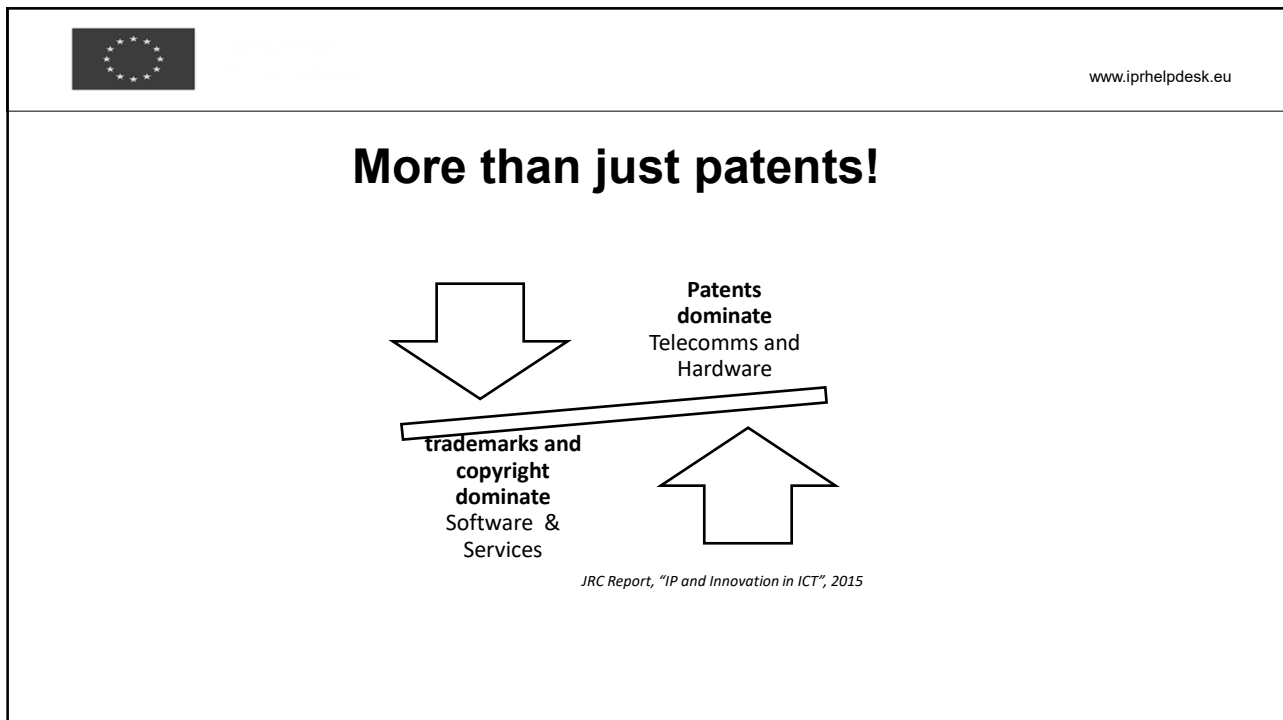 www.iprhelpdesk.eu
More than just patents!
Patents
dominate
Telecomms and
Hardware
trademarks and
copyright
dominate
Software &
Services
JRC Report, “IP and Innovation in ICT”, 2015